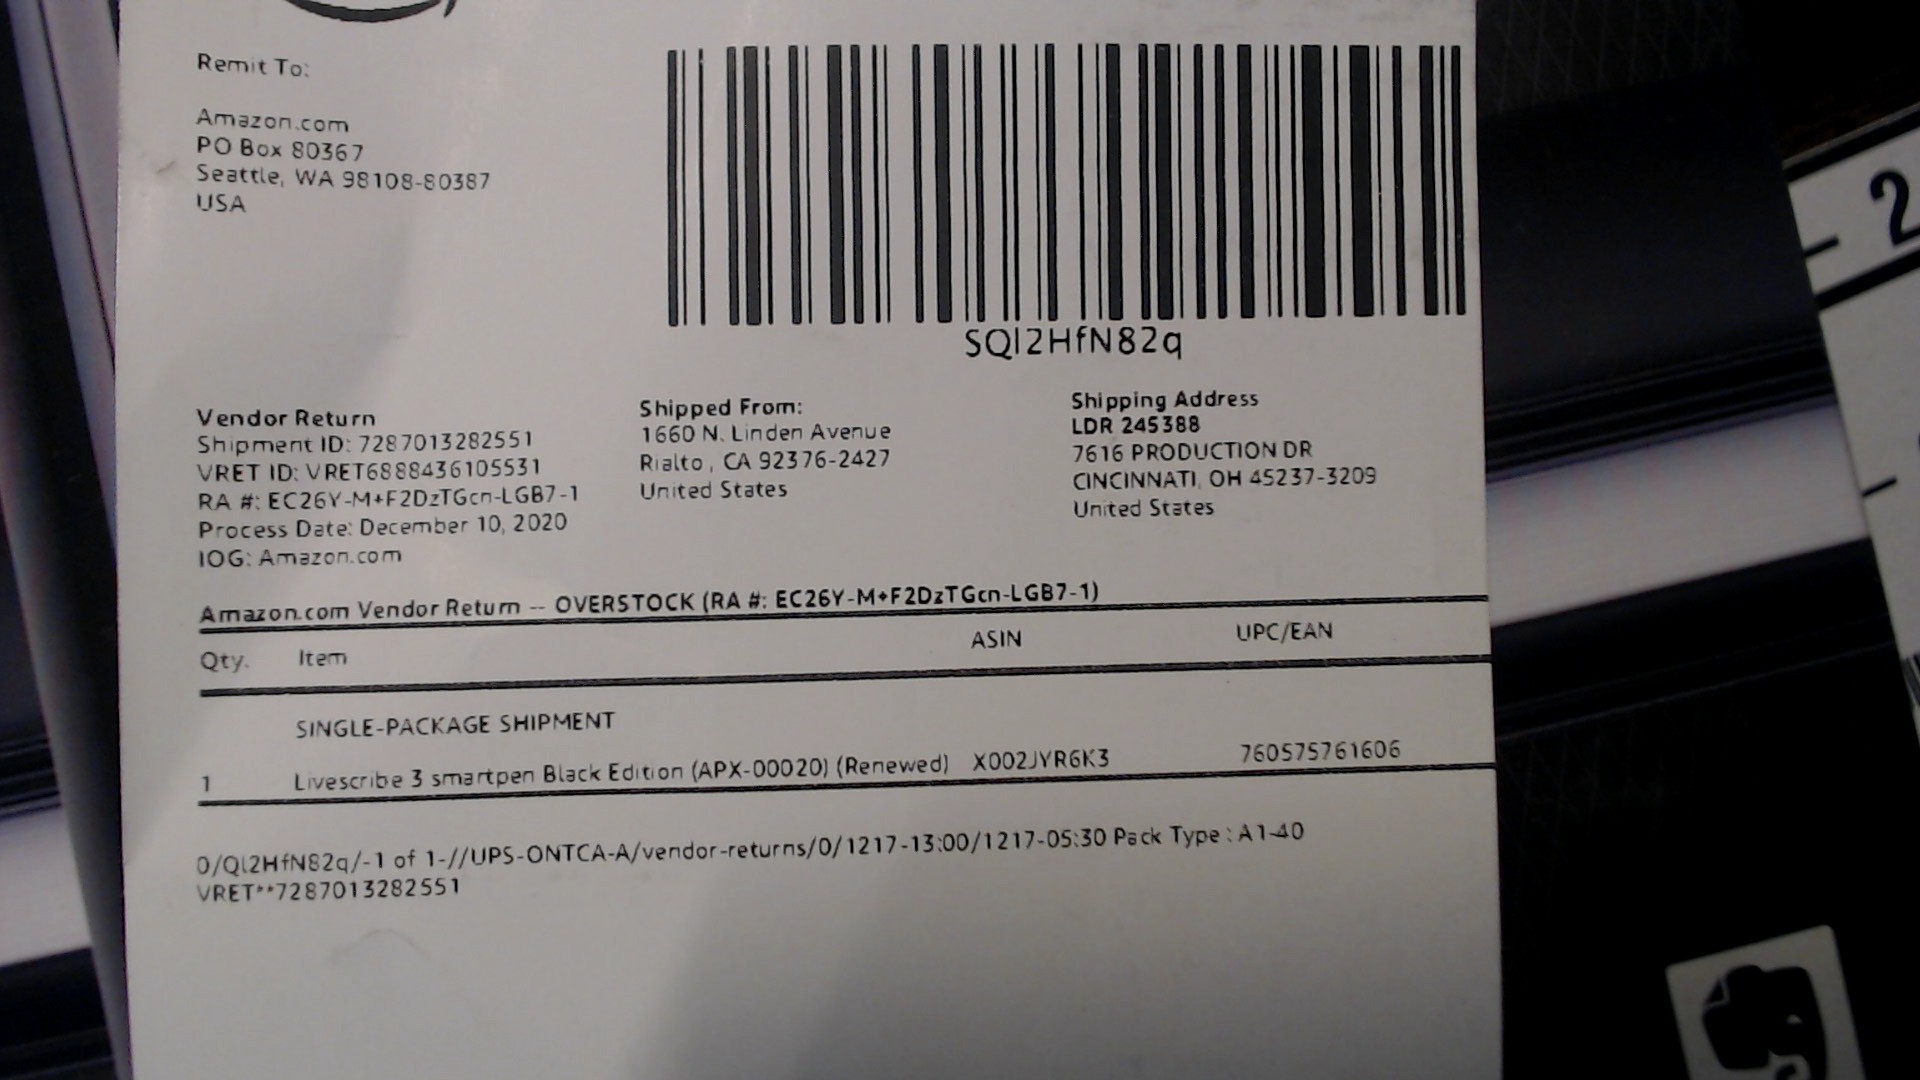 Remit To:
Amazon.com
PO Box 80367
Seattle, WA 98108-80387
USA
SQl2HfN82q
Vendor Return
Shipment ID: 7287013282551
VRET ID: VRET6888436105531
RA #: EC26Y-M+F2DzTGcn-LGB7-1
Process Date: December 10, 2020
IOG: Amazon.com
Shipped From:
1660 N. Linden Avenue
Rialto, CA 92376-2427
United States
Shipping Address
LDR 245388
7616 PRODUCTION DR
CINCINNATI, OH 45237-3209
United States
Amazon.com Vendor Return -- OVERSTOCK (RA #: EC26Y-M+F2DzTGcn-LGB7-1)
Qty. Item ASIN UPC/EAN
SINGLE-PACKAGE SHIPMENT
1 Livescribe 3 smartpen Black Edition (APX-00020) (Renewed) X002JYR6K3 760575761606
0/Ql2HfN82q/-1 of 1-//UPS-ONTCA-A/vendor-returns/0/1217-13:00/1217-05:30 Pack Type : A1-40
VRET**7287013282551
2